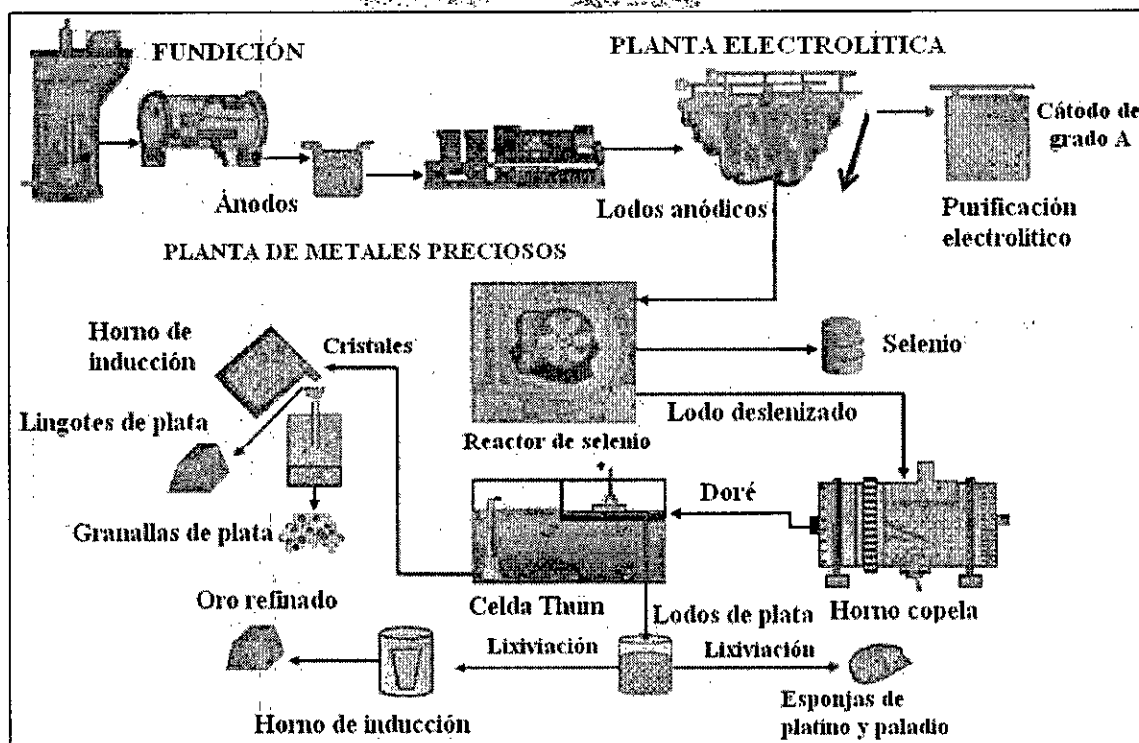 FUNDICIÓN
PLANTA ELECTROLÍTICA
Cátodo de
grado A
Ánodos
Lodos anódicos
Purificación
electrolitico
PLANTA DE METALES PRECIOSOS
Horno de
inducción
Cristales
Selenio
Lingotes de plata
Lodo deslenizado
Reactor de selenio
Doré
Granallas de plata
Celda Thum
Lodos de plata
Horno copela
Oro refinado
Lixiviación
Lixiviación
Horno de inducción
Esponjas de
platino y paladio